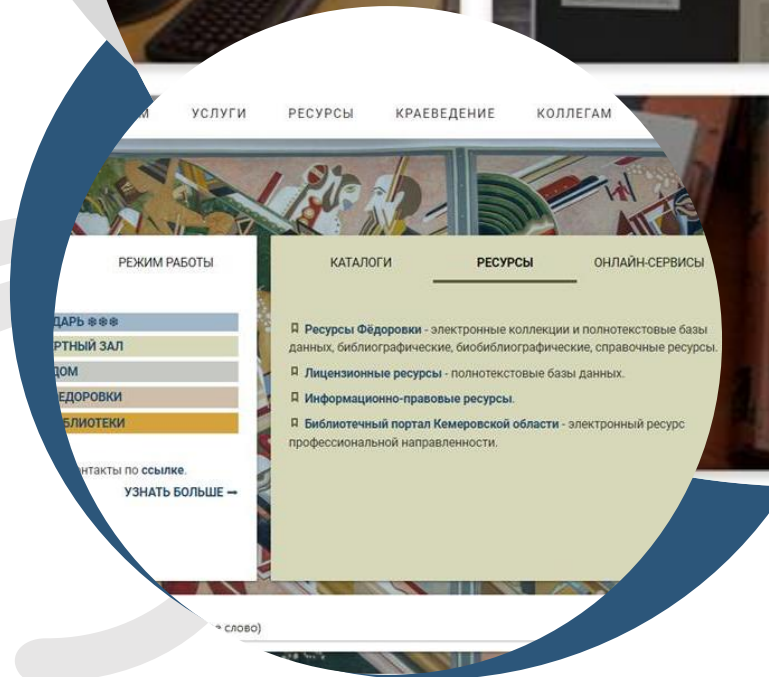 УСЛУГИ РЕСУРСЫ КРАЕВЕДЕНИЕ КОЛЛЕГАМ
РЕЖИМ РАБОТЫ
ДАРЬ ❄❄❄
РТНЫЙ ЗАЛ
ДОМ
ЕДОРОВКИ
БЛИОТЕКИ
нтакты по ссылке.
УЗНАТЬ БОЛЬШЕ →
КАТАЛОГИ РЕСУРСЫ ОНЛАЙН-СЕРВИСЫ
Ресурсы Фёдоровки - электронные коллекции и полнотекстовые базы
данных, библиографические, биобиблиографические, справочные ресурсы.
Лицензионные ресурсы - полнотекстовые базы данных.
Информационно-правовые ресурсы.
Библиотечный портал Кемеровской области - электронный ресурс
профессиональной направленности.
е слово)